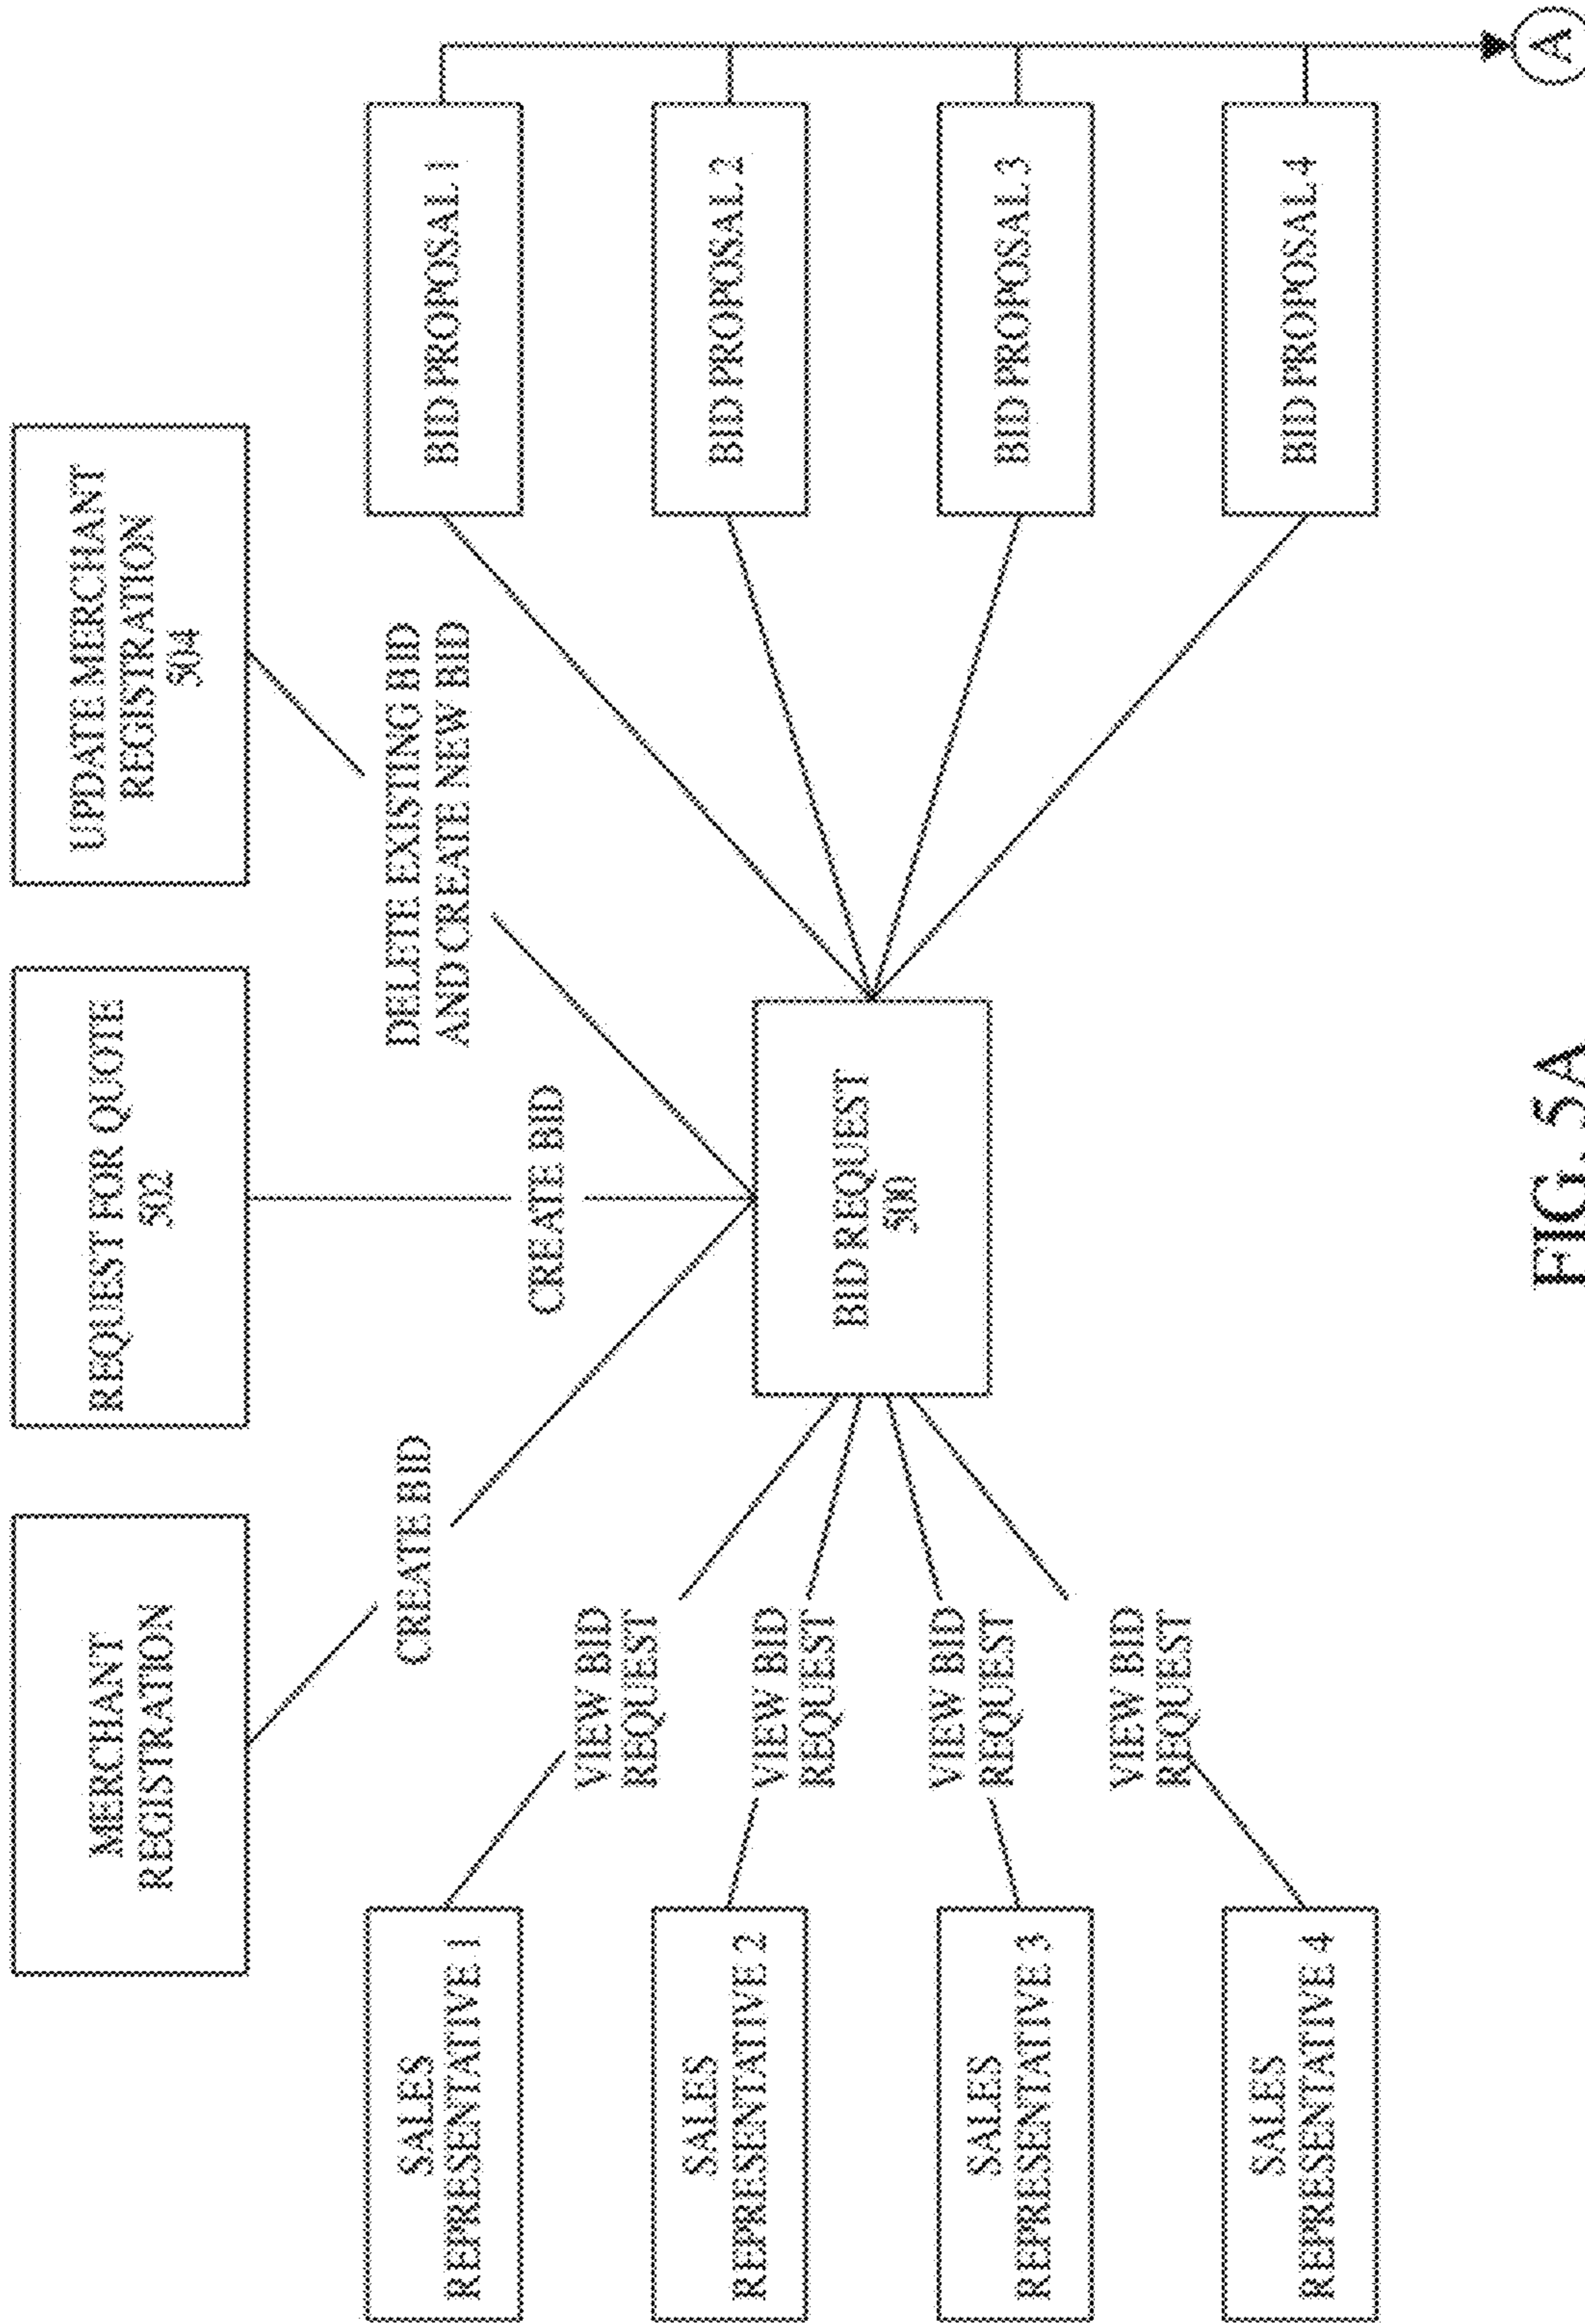 MERCHANT
REGISTRATION
REQUEST FOR QUOTE
502
UPDATE MERCHANT
REGISTRATION
504
CREATE BID
CREATE BID
DELETE EXISTING BID
AND CREATE NEW BID
SALES
REPRESENTATIVE 1
VIEW BID
REQUEST
BID PROPOSAL 1
SALES
REPRESENTATIVE 2
VIEW BID
REQUEST
BID PROPOSAL 2
BID REQUEST
500
SALES
REPRESENTATIVE 3
VIEW BID
REQUEST
BID PROPOSAL 3
SALES
REPRESENTATIVE 4
VIEW BID
REQUEST
BID PROPOSAL 4
A
FIG. 5A